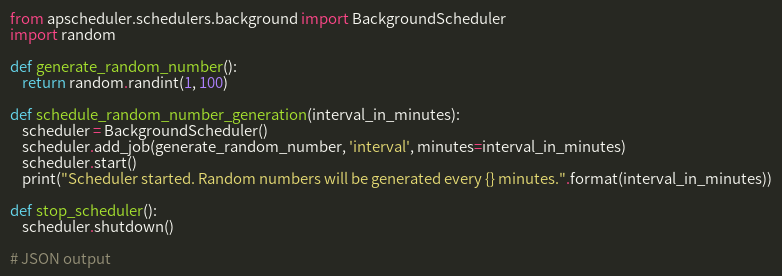 from apscheduler.schedulers.background import BackgroundScheduler
import random
def generate_random_number():
return random.randint(1, 100)
def schedule_random_number_generation(interval_in_minutes):
scheduler = BackgroundScheduler()
scheduler.add_job(generate_random_number, 'interval', minutes=interval_in_minutes)
scheduler.start()
print("Scheduler started. Random numbers will be generated every {} minutes.".format(interval_in_minutes))
def stop_scheduler():
scheduler.shutdown()
# JSON output